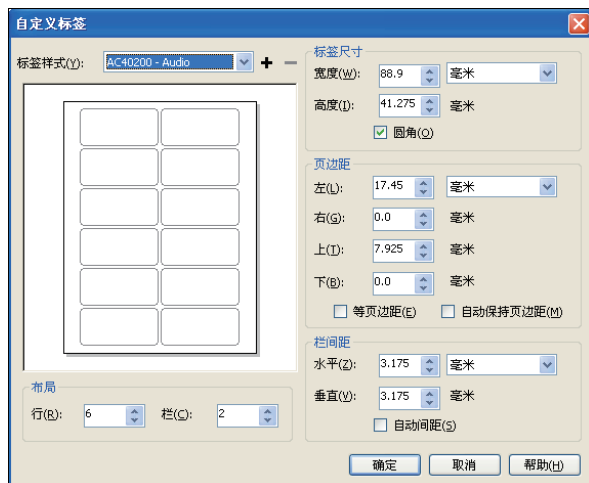 自定义标签
标签样式(Y): AC40200 - Audio
标签尺寸
宽度(W): 88.9 毫米
高度(I): 41.275 毫米
圆角(O)
页边距
左(L): 17.45 毫米
右(G): 0.0 毫米
上(T): 7.925 毫米
下(B): 0.0 毫米
等页边距(E) 自动保持页边距(M)
栏间距
水平(Z): 3.175 毫米
垂直(V): 3.175 毫米
自动间距(S)
布局
行(R): 6 栏(C): 2
确定 取消 帮助(H)